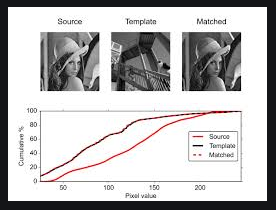 Source Template Matched
100
80
60
40
20
0
Cumulative %
Source
Template
Matched
50 100 150 200
Pixel value